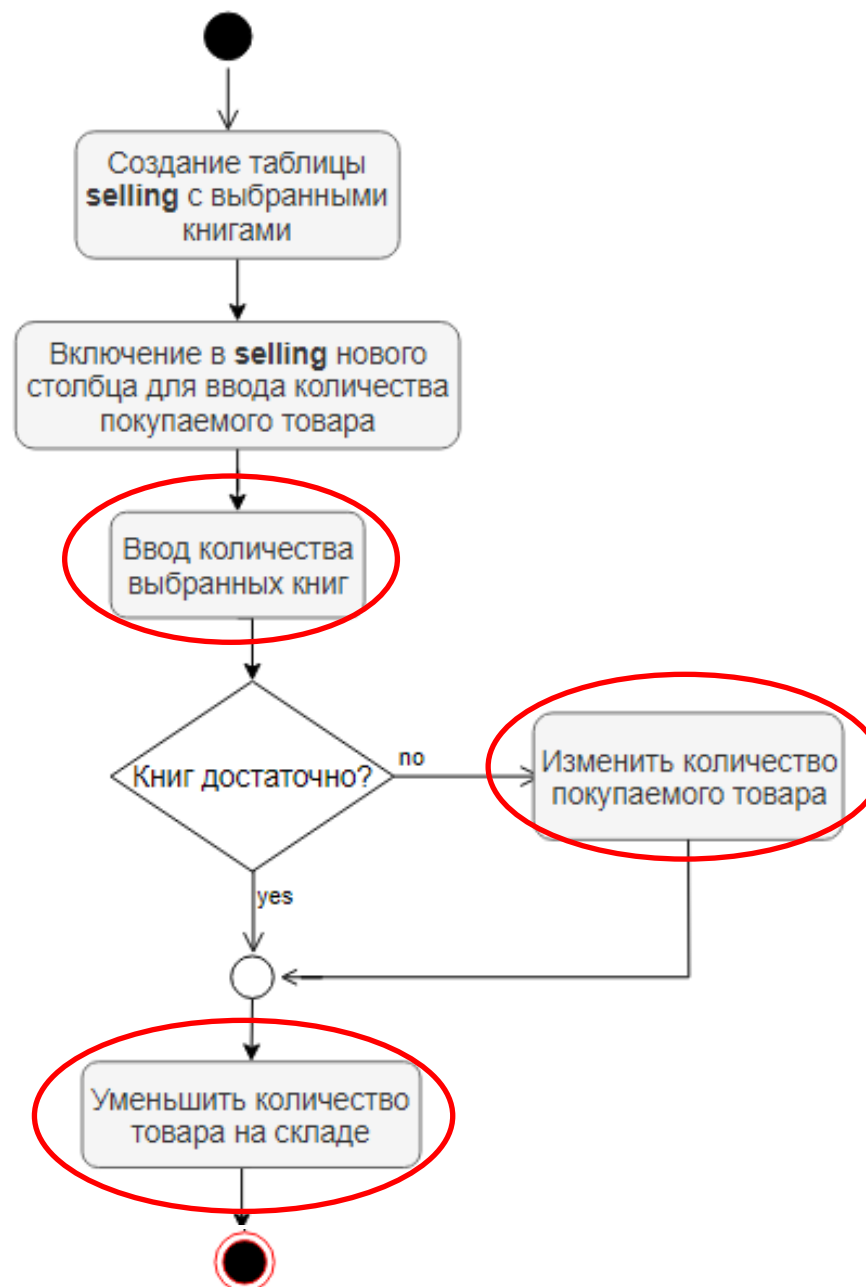 Создание таблицы
selling с выбранными
книгами
Включение в selling нового
столбца для ввода количества
покупаемого товара
Ввод количества
выбранных книг
Книг достаточно?
no
Изменить количество
покупаемого товара
yes
Уменьшить количество
товара на складе